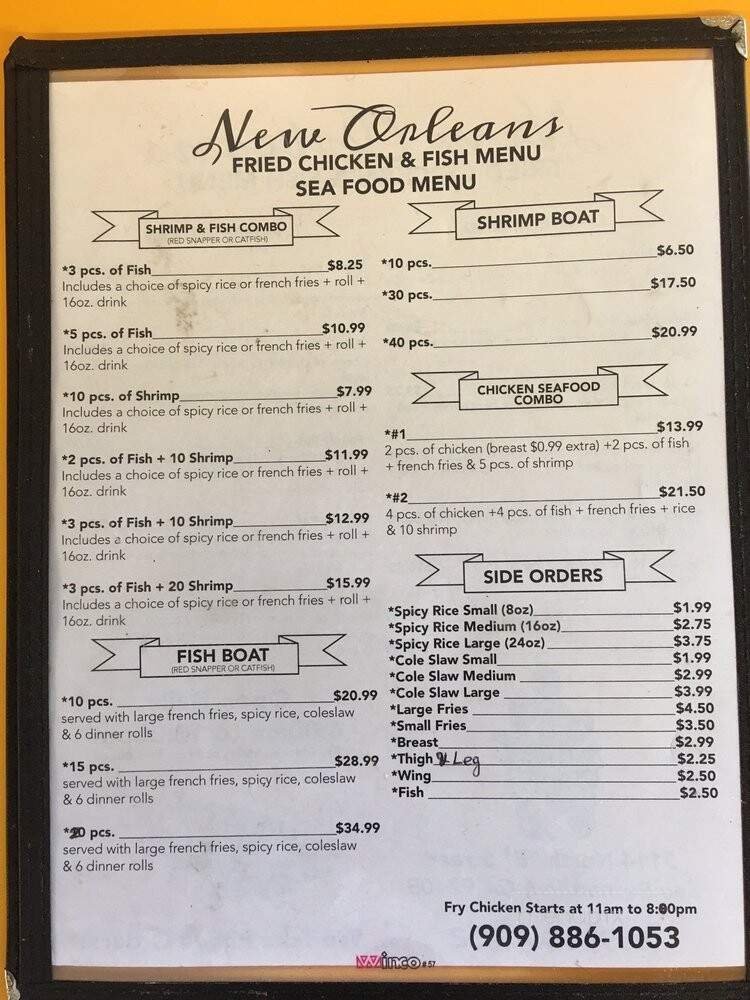 New Orleans
FRIED CHICKEN & FISH MENU
SEA FOOD MENU
SHRIMP & FISH COMBO
(RED SNAPPER OR CATFISH)
*3 pcs. of Fish $8.25
Includes a choice of spicy rice or french fries + roll +
16oz. drink
*5 pcs. of Fish $10.99
Includes a choice of spicy rice or french fries + roll +
16oz. drink
*10 pcs. of Shrimp $7.99
Includes a choice of spicy rice or french fries + roll +
16oz. drink
*2 pcs. of Fish + 10 Shrimp $11.99
Includes a choice of spicy rice or french fries + roll +
16oz. drink
*3 pcs. of Fish + 10 Shrimp $12.99
Includes a choice of spicy rice or french fries + roll +
16oz. drink
*3 pcs. of Fish + 20 Shrimp $15.99
Includes a choice of spicy rice or french fries + roll +
16oz. drink
FISH BOAT
(RED SNAPPER OR CATFISH)
*10 pcs. $20.99
served with large french fries, spicy rice, coleslaw
& 6 dinner rolls
*15 pcs. $28.99
served with large french fries, spicy rice, coleslaw
& 6 dinner rolls
*20 pcs. $34.99
served with large french fries, spicy rice, coleslaw
& 6 dinner rolls
SHRIMP BOAT
*10 pcs. $6.50
*30 pcs. $17.50
*40 pcs. $20.99
CHICKEN SEAFOOD
COMBO
*#1 $13.99
2 pcs. of chicken (breast $0.99 extra) +2 pcs. of fish
+ french fries & 5 pcs. of shrimp
*#2 $21.50
4 pcs. of chicken +4 pcs. of fish + french fries + rice
& 10 shrimp
SIDE ORDERS
*Spicy Rice Small (8oz) $1.99
*Spicy Rice Medium (16oz) $2.75
*Spicy Rice Large (24oz) $3.75
*Cole Slaw Small $1.99
*Cole Slaw Medium $2.99
*Cole Slaw Large $3.99
*Large Fries $4.50
*Small Fries $3.50
*Breast $2.99
*Thigh & Leg $2.25
*Wing $2.50
*Fish $2.50
Fry Chicken Starts at 11am to 8:00pm
(909) 886-1053
Winco #57